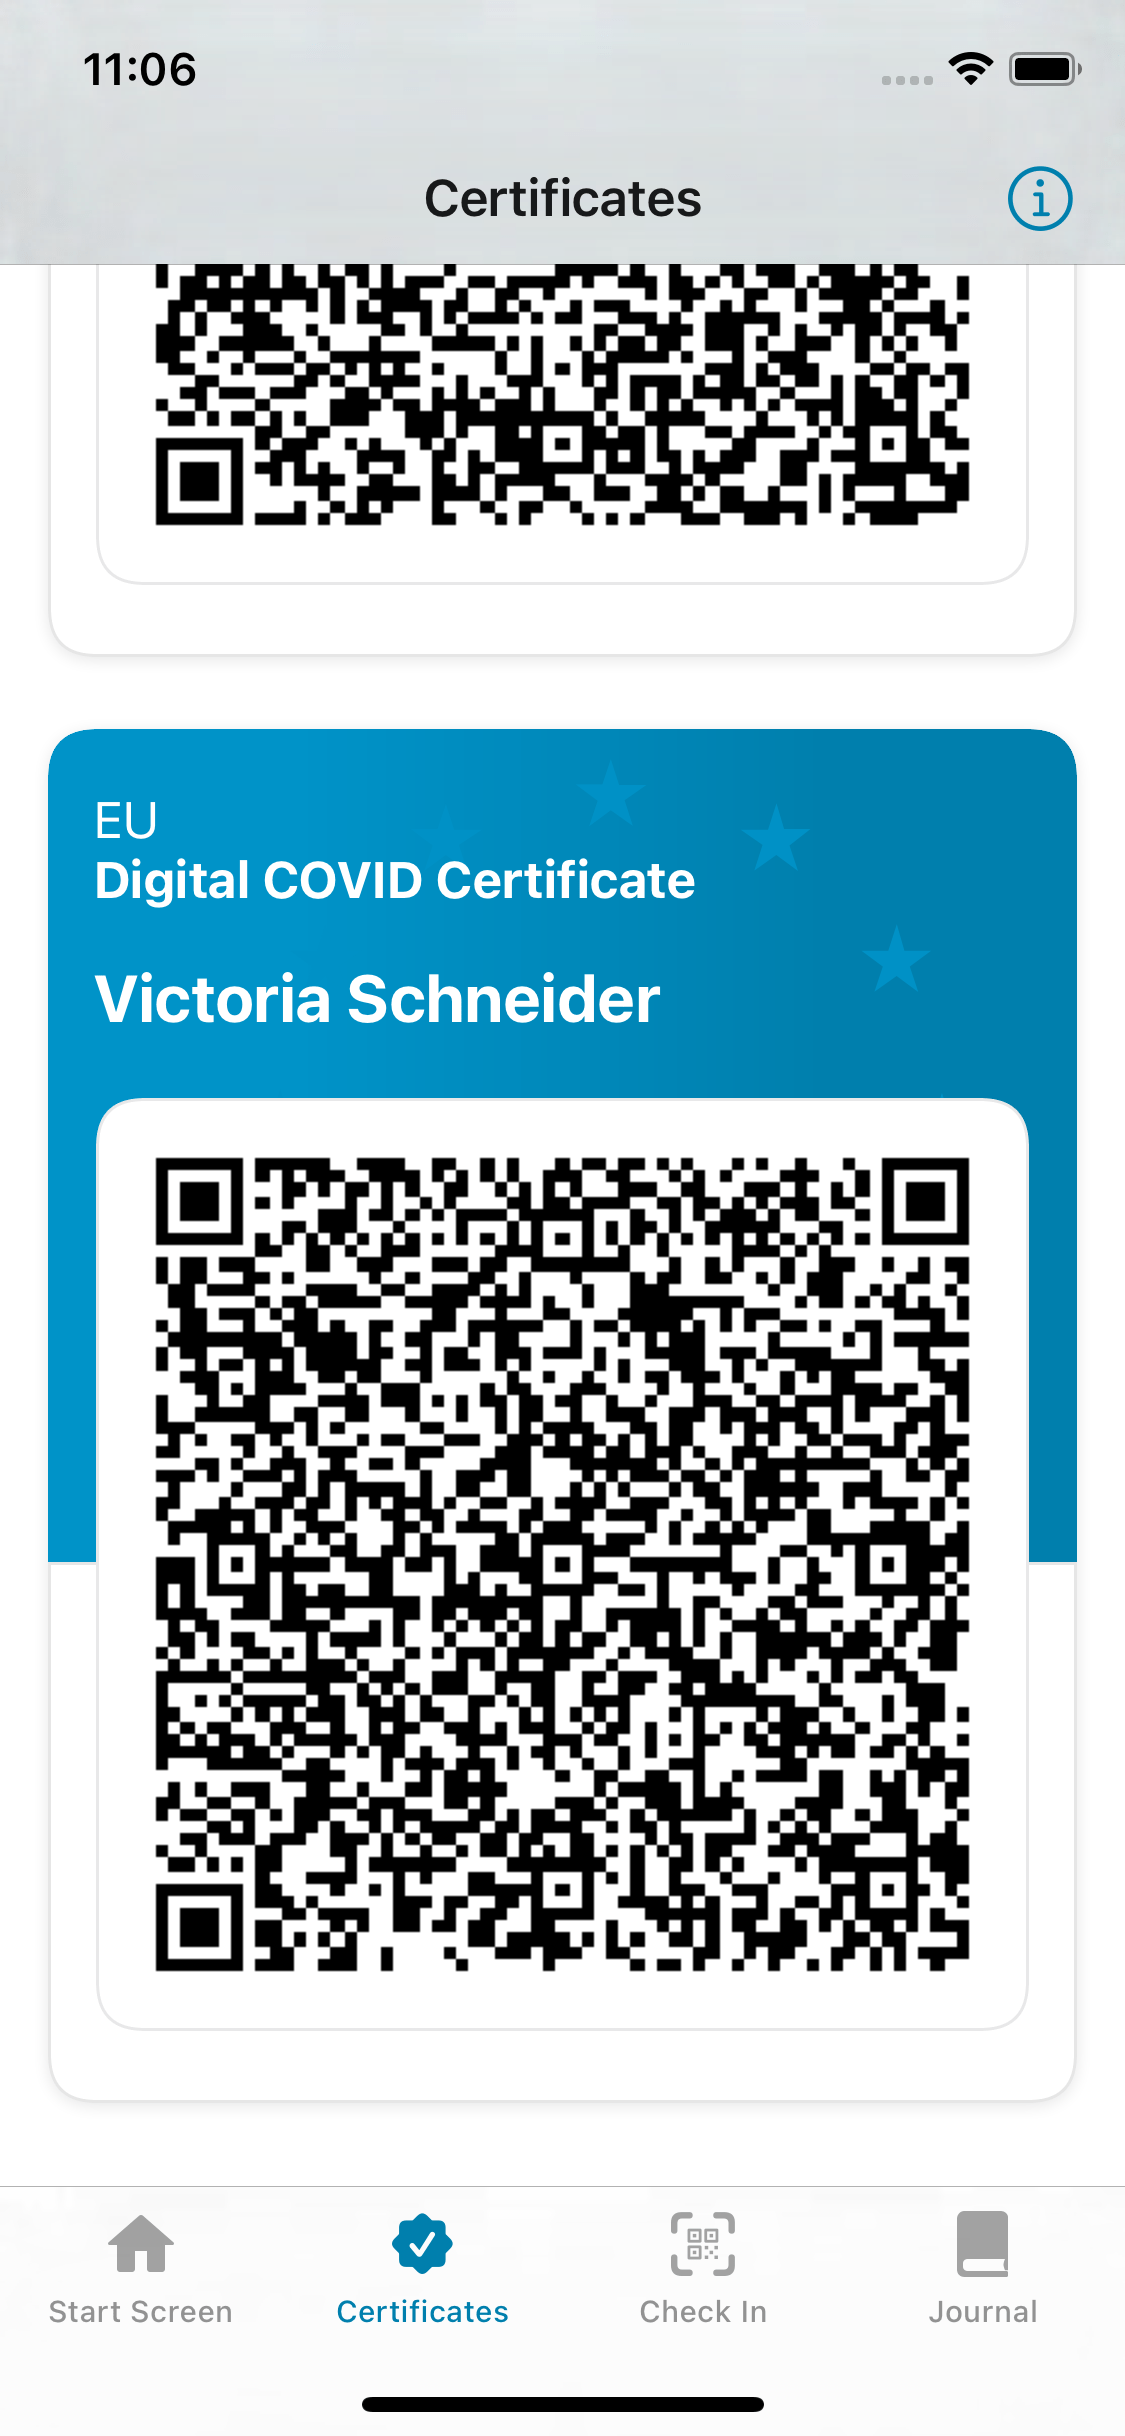 11:06
Certificates
EU
Digital COVID Certificate
Victoria Schneider
Start Screen
Certificates
Check In
Journal